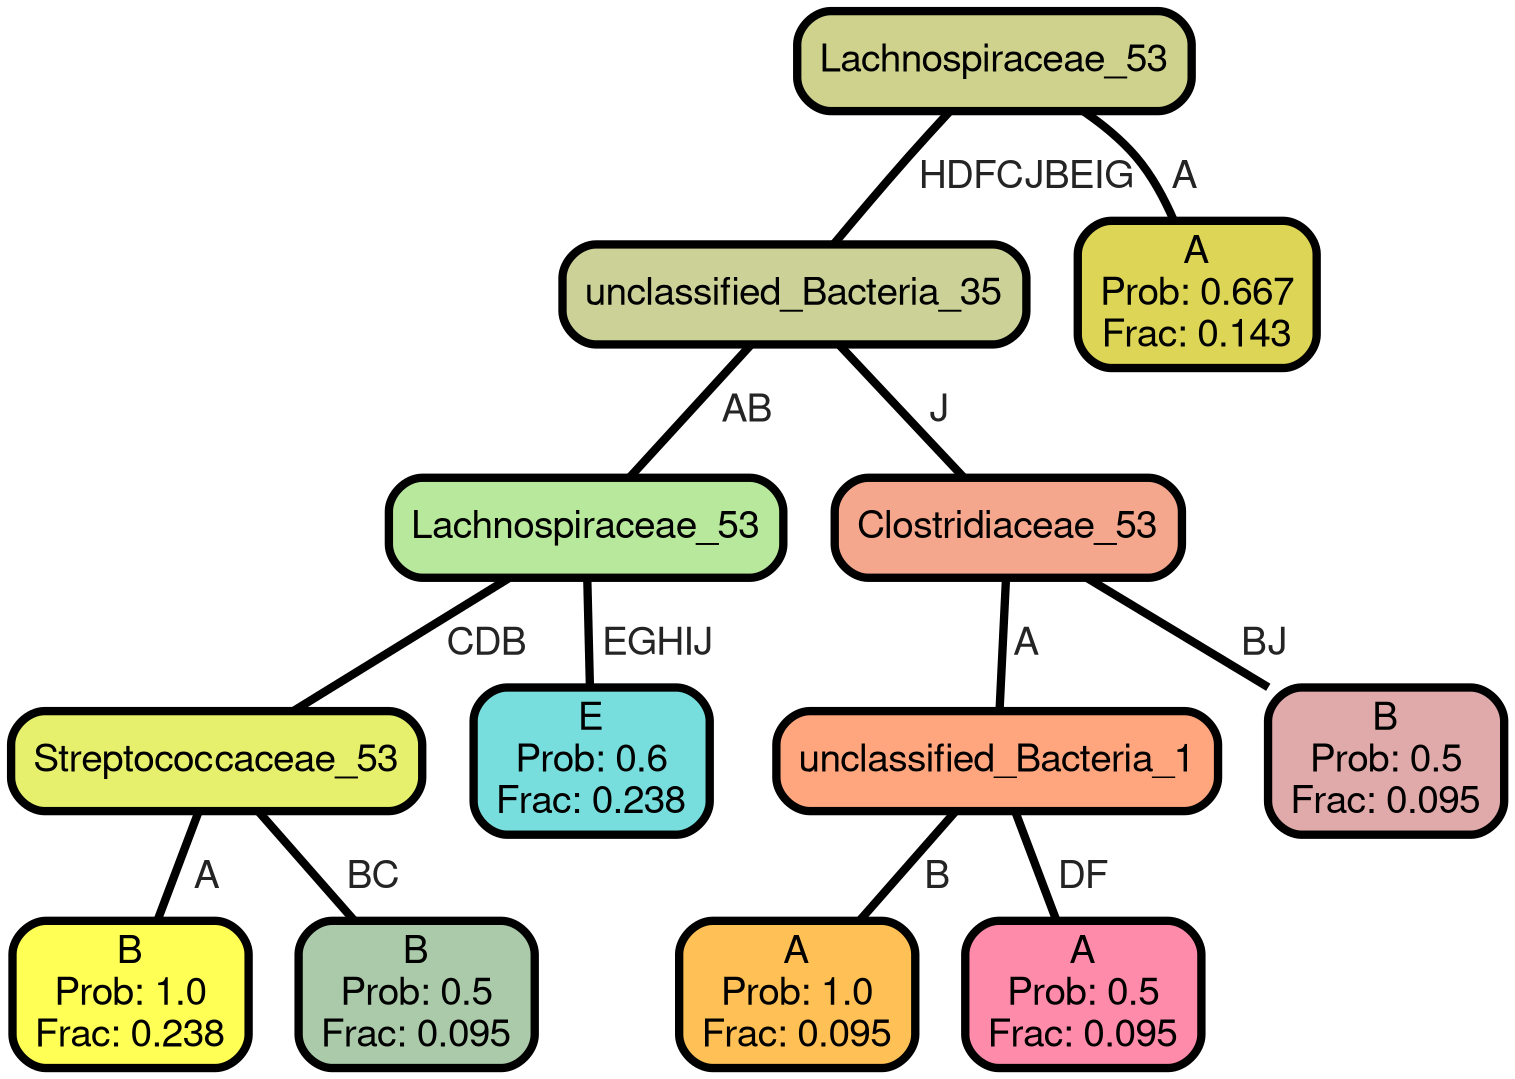 Lachnospiraceae_53
HDFCJBEIG
A
unclassified_Bacteria_35
A
Prob: 0.667
Frac: 0.143
AB
J
Lachnospiraceae_53
Clostridiaceae_53
CDB
EGHIJ
A
BJ
Streptococcaceae_53
E
Prob: 0.6
Frac: 0.238
unclassified_Bacteria_1
B
Prob: 0.5
Frac: 0.095
A
BC
B
DF
B
Prob: 1.0
Frac: 0.238
B
Prob: 0.5
Frac: 0.095
A
Prob: 1.0
Frac: 0.095
A
Prob: 0.5
Frac: 0.095